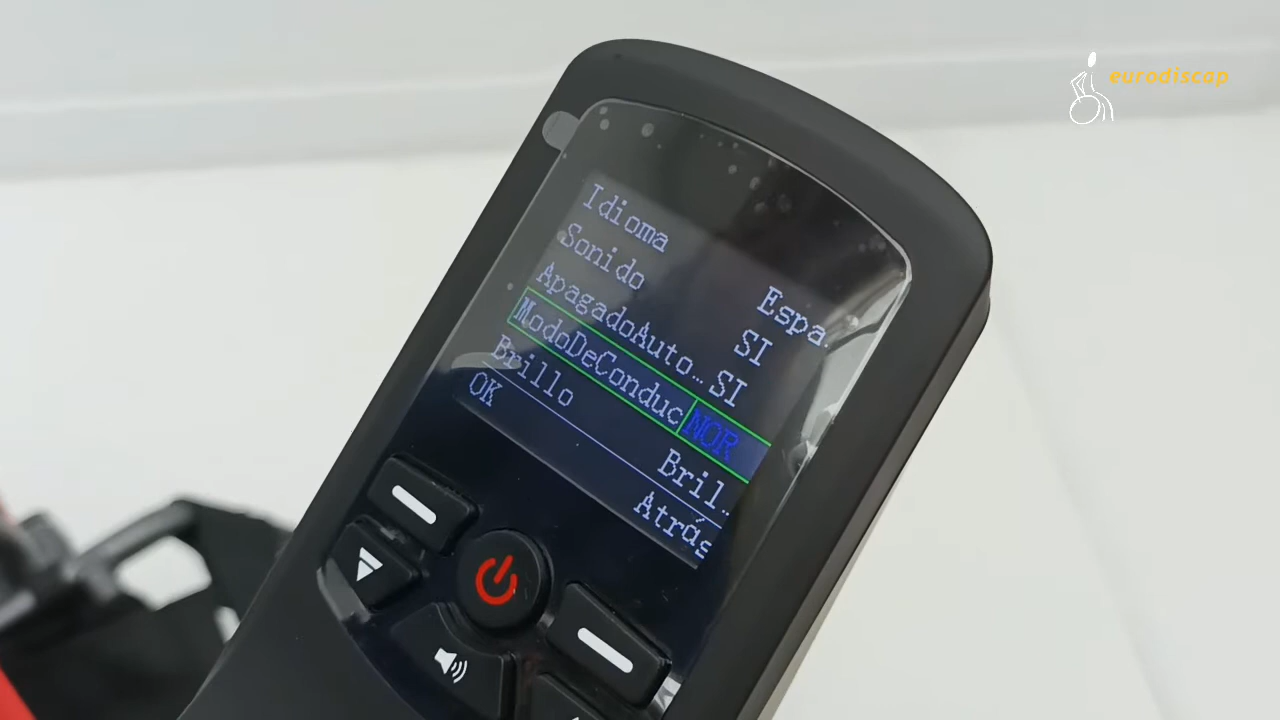 eurodiscap
Idioma Espa.
Sonido SI
ApagadoAuto... SI
ModoDeConduc NOR
Brillo Bril..
OK Atrás